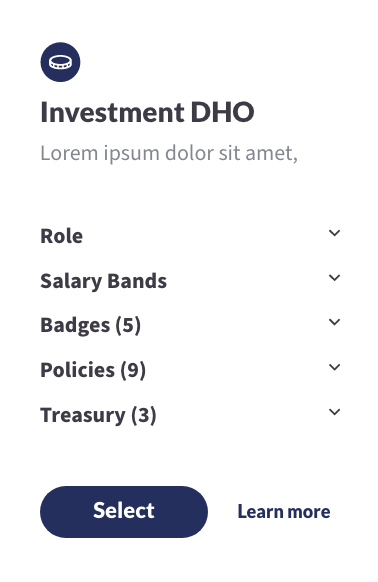 Investment DHO
Lorem ipsum dolor sit amet,
Role
Salary Bands
Badges (5)
Policies (9)
Treasury (3)
Select
Learn more